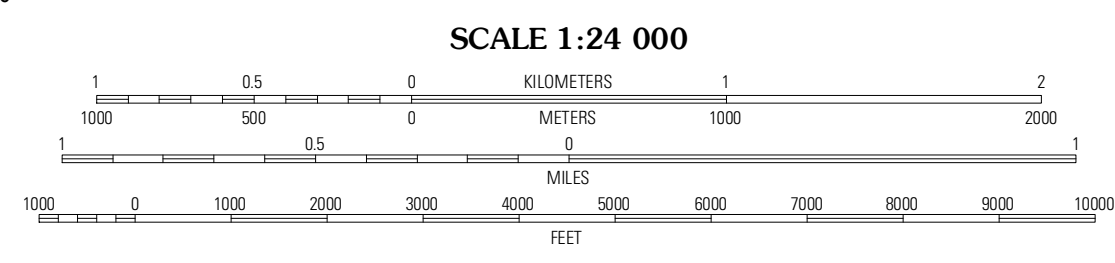 SCALE 1:24 000
1 0.5 0 KILOMETERS 1 2
1000 500 0 METERS 1000 2000
1 0.5 0 1
MILES
1000 0 1000 2000 3000 4000 5000 6000 7000 8000 9000 10000
FEET